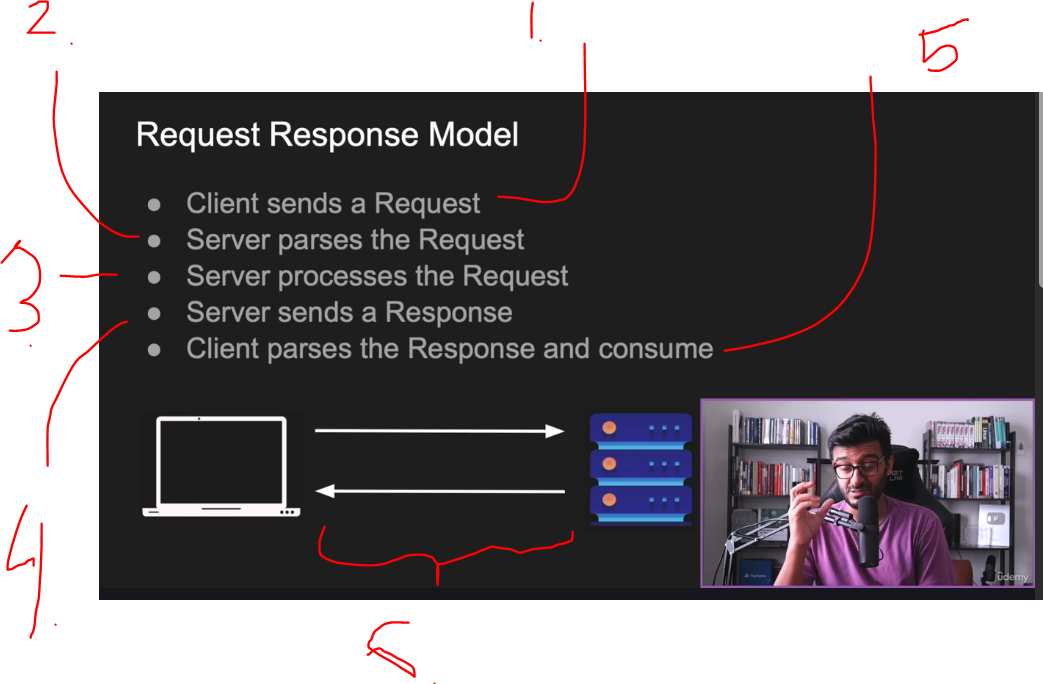 2.
1.
5
Request Response Model
● Client sends a Request
● Server parses the Request
3.
● Server processes the Request
● Server sends a Response
● Client parses the Response and consume
4.
udemy